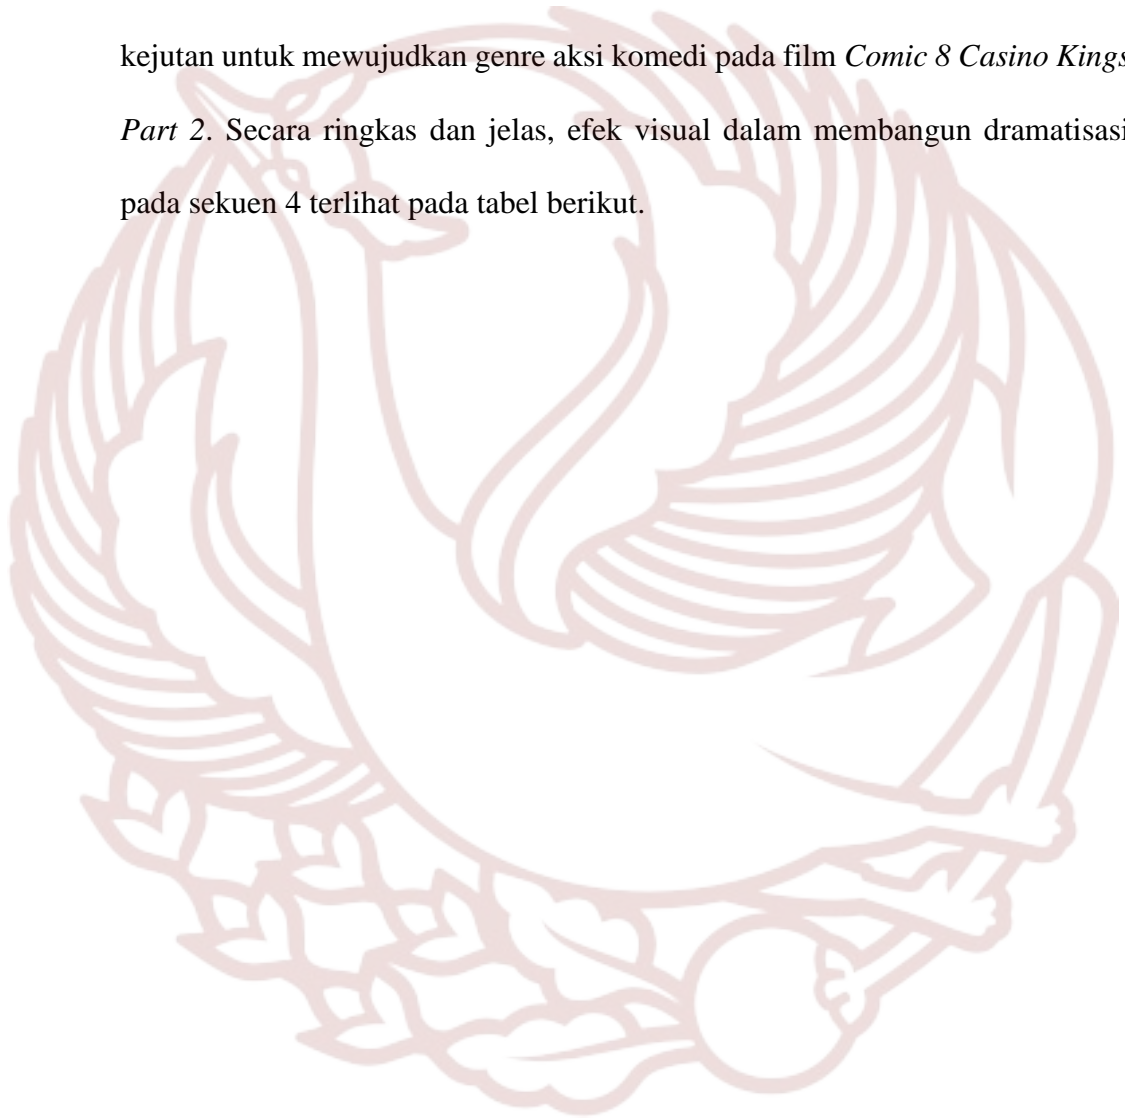 kejutan untuk mewujudkan genre aksi komedi pada film Comic 8 Casino Kings
Part 2. Secara ringkas dan jelas, efek visual dalam membangun dramatisasi
pada sekuen 4 terlihat pada tabel berikut.